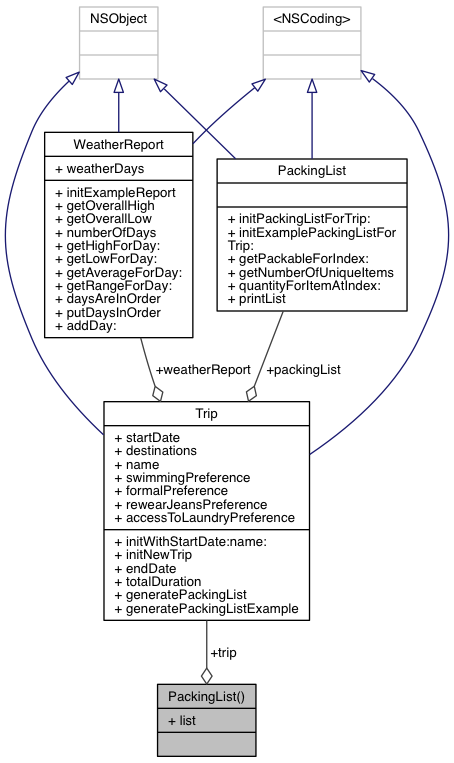 NSObject
<NSCoding>
WeatherReport
+ weatherDays
+ initExampleReport
+ getOverallHigh
+ getOverallLow
+ numberOfDays
+ getHighForDay:
+ getLowForDay:
+ getAverageForDay:
+ getRangeForDay:
+ daysAreInOrder
+ putDaysInOrder
+ addDay:
PackingList
+ initPackingListForTrip:
+ initExamplePackingListFor
Trip:
+ getPackableForIndex:
+ getNumberOfUniqueItems
+ quantityForItemAtIndex:
+ printList
+weatherReport
+packingList
Trip
+ startDate
+ destinations
+ name
+ swimmingPreference
+ formalPreference
+ rewearJeansPreference
+ accessToLaundryPreference
+ initWithStartDate:name:
+ initNewTrip
+ endDate
+ totalDuration
+ generatePackingList
+ generatePackingListExample
+trip
PackingList()
+ list